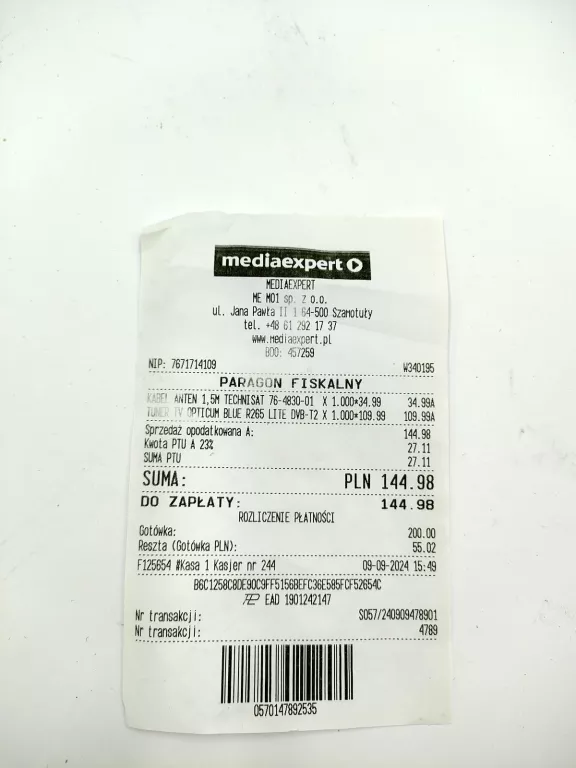 mediaexpert
MEDIAEXPERT
ME M01 sp. z o.o.
ul. Jana Pawła II 1 64-500 Szamotuły
tel. +48 61 292 17 37
www.mediaexpert.pl
BDO: 457259
NIP: 7671714109 W340195
PARAGON FISKALNY
KABEL ANTEN 1,5M TECHNISAT 76-4830-01 X 1.000*34.99 34.99A
TUNER TV OPTICUM BLUE R265 LITE DVB-T2 X 1.000*109.99 109.99A
Sprzedaż opodatkowana A: 144.98
Kwota PTU A 23% 27.11
SUMA PTU 27.11
SUMA: PLN 144.98
DO ZAPŁATY: 144.98
ROZLICZENIE PŁATNOŚCI
Gotówka: 200.00
Reszta (Gotówka PLN): 55.02
F125654 #Kasa 1 Kasjer nr 244 09-09-2024 15:49
B6C1258C8DE90C9FF5156BEFC36E585FCF52654C
EAD 1901242147
Nr transakcji: S057/240909478901
Nr transakcji: 4789
0570147892535